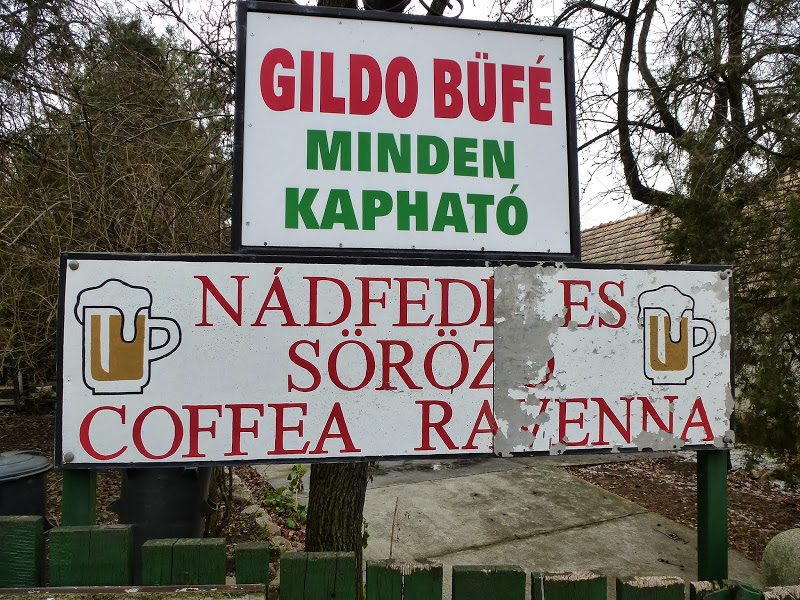 GILDO BÜFÉ
MINDEN
KAPHATÓ
NÁDFEDELES
SÖRÖZŐ
COFFEA RAVENNA